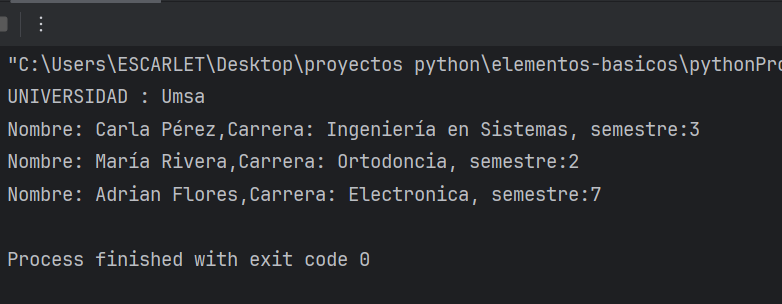 "C:\Users\ESCARLET\Desktop\proyectos python\elementos-basicos\pythonPro
UNIVERSIDAD : Umsa
Nombre: Carla Pérez,Carrera: Ingeniería en Sistemas, semestre:3
Nombre: María Rivera,Carrera: Ortodoncia, semestre:2
Nombre: Adrian Flores,Carrera: Electronica, semestre:7
Process finished with exit code 0